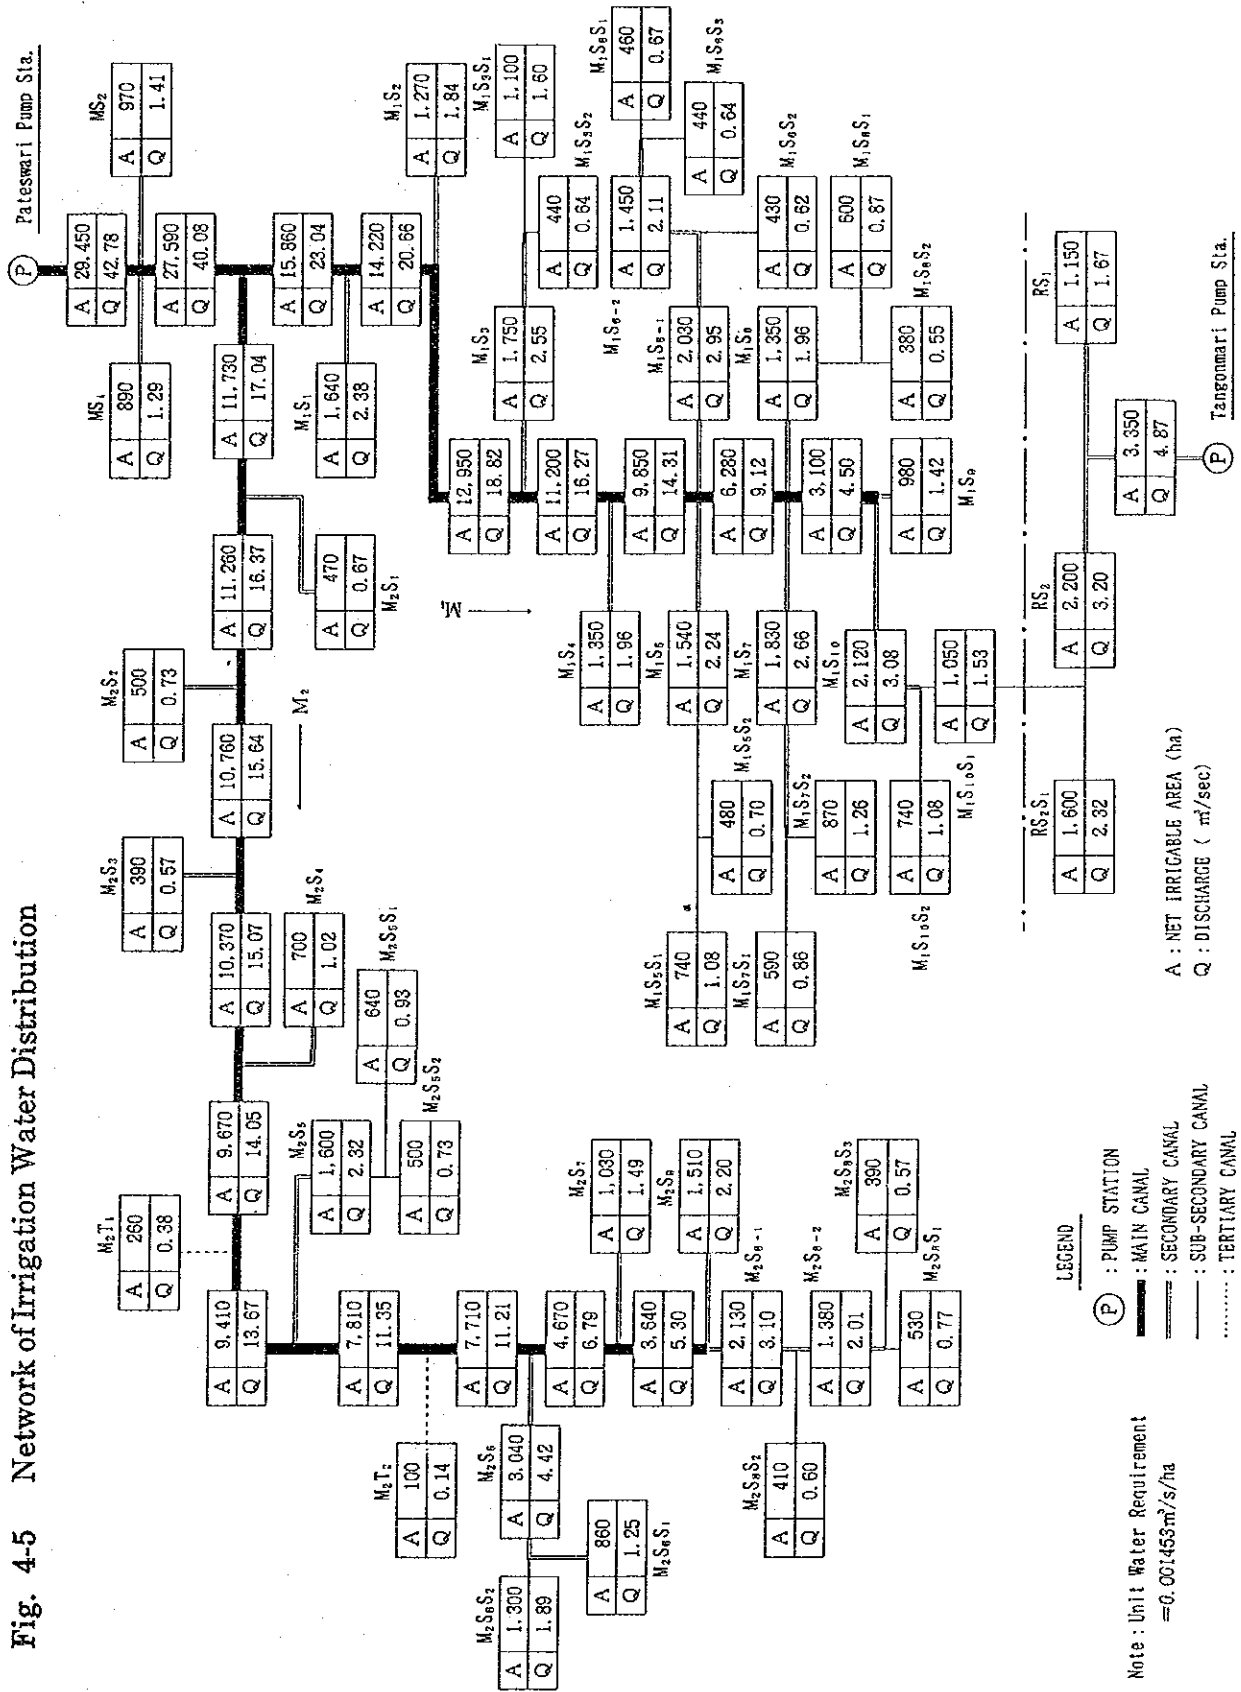 Fig. 4-5 Network of Irrigation Water Distribution
P Pateswari Pump Sta.
A 29.450
Q 42.78
MS₁
A 890
Q 1.29
MS₂
A 970
Q 1.41
A 27.590
Q 40.08
A 15.860
Q 23.04
M₁S₁
A 1.640
Q 2.38
A 14.220
Q 20.66
M₁S₂
A 1.270
Q 1.84
A 11,730
Q 17.04
M₂S₁
A 470
Q 0.67
A 11.260
Q 16.37
M₂S₂
A 500
Q 0.73
M₂
A 10.760
Q 15.64
M₂S₃
A 390
Q 0.57
A 10.370
Q 15.07
M₂S₄
A 700
Q 1.02
A 9.670
Q 14.05
M₂T₁
A 260
Q 0.38
A 9.410
Q 13.67
M₂S₅
A 1,600
Q 2.32
M₂S₅S₁
A 640
Q 0.93
M₂S₅S₂
A 500
Q 0.73
A 7.810
Q 11.35
M₂T₂
A 100
Q 0.14
A 7.710
Q 11.21
M₂S₆
A 3.040
Q 4.42
M₂S₆S₂
A 1.300
Q 1.89
M₂S₆S₁
A 860
Q 1.25
A 4.670
Q 6.79
M₂S₇
A 1,030
Q 1.49
A 3.640
Q 5.30
M₂S₉
A 1.510
Q 2.20
M₂S₈₋₁
A 2,130
Q 3.10
M₂S₈S₂
A 410
Q 0.60
M₂S₈₋₂
A 1.380
Q 2.01
M₂S₈S₃
A 390
Q 0.57
M₂S₈S₁
A 530
Q 0.77
M₁
A 12,950
Q 18.82
M₁S₃
A 1.750
Q 2.55
M₁S₃S₁
A 1,100
Q 1.60
M₁S₃S₂
A 440
Q 0.64
A 11.200
Q 16.27
M₁S₄
A 1.350
Q 1.96
A 9.850
Q 14.31
M₁S₅
A 1,540
Q 2.24
M₁S₅S₁
A 740
Q 1.08
M₁S₅S₂
A 480
Q 0.70
M₁S₆₋₁
A 2.030
Q 2.95
M₁S₆₋₂
A 1.450
Q 2.11
M₁S₆S₁
A 460
Q 0.67
M₁S₆S₃
A 440
Q 0.64
M₁S₆S₂
A 430
Q 0.62
A 6.280
Q 9.12
M₁S₇
A 1,830
Q 2.66
M₁S₇S₁
A 590
Q 0.86
M₁S₇S₂
A 870
Q 1.26
M₁S₈
A 1.350
Q 1.96
M₁S₈S₁
A 600
Q 0.87
M₁S₈S₂
A 380
Q 0.55
A 3,100
Q 4.50
M₁S₉
A 980
Q 1.42
M₁S₁₀
A 2.120
Q 3.08
M₁S₁₀S₂
A 740
Q 1.08
M₁S₁₀S₁
A 1.050
Q 1.53
RS₂S₁
A 1.600
Q 2.32
RS₂
A 2,200
Q 3.20
RS₁
A 1.150
Q 1.67
A 3.350
Q 4.87
P Tangonmari Pump Sta.
A : NET IRRIGABLE AREA (ha)
Q : DISCHARGE ( m³/sec)
LEGEND
P : PUMP STATION
: MAIN CANAL
: SECONDARY CANAL
: SUB-SECONDARY CANAL
: TERTIARY CANAL
Note : Unit Water Requirement
=0.001453m³/s/ha